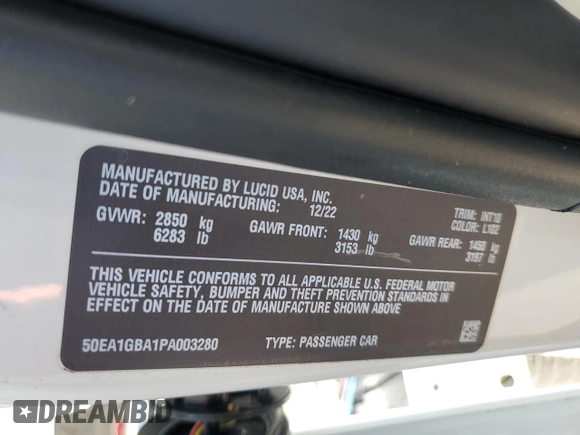 MANUFACTURED BY LUCID USA, INC.
DATE OF MANUFACTURING: 12/22
TRIM: INT10
COLOR: L102
GVWR: 2850 kg GAWR FRONT: 1430 kg GAWR REAR: 1450 kg
6283 lb 3153 lb 3197 lb
THIS VEHICLE CONFORMS TO ALL APPLICABLE U.S. FEDERAL MOTOR
VEHICLE SAFETY, BUMPER AND THEFT PREVENTION STANDARDS IN
EFFECT ON THE DATE OF MANUFACTURE SHOWN ABOVE
50EA1GBA1PA003280 TYPE: PASSENGER CAR
DREAMBID